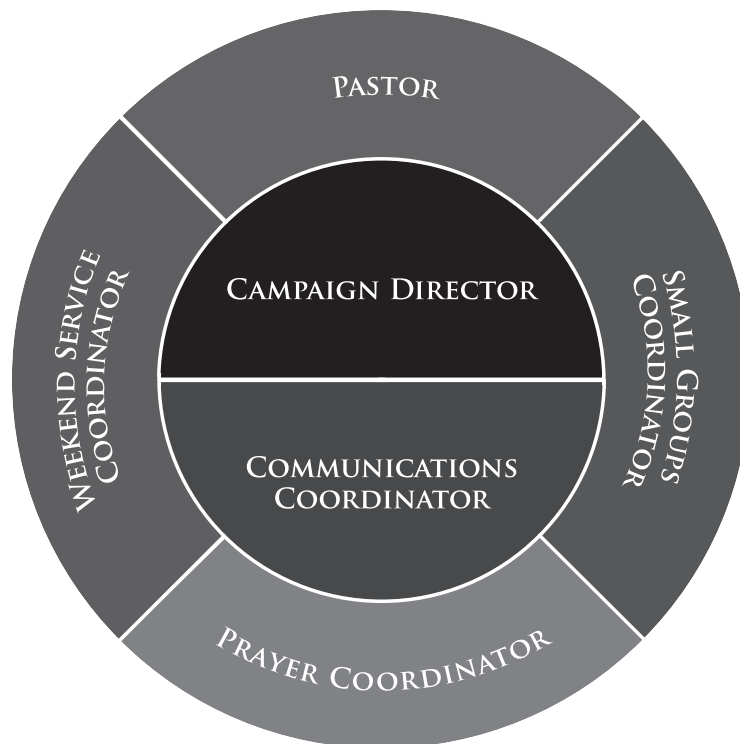 Pastor
Campaign Director
Weekend Service
Coordinator
Small Groups
Coordinator
Communications
Coordinator
Prayer Coordinator